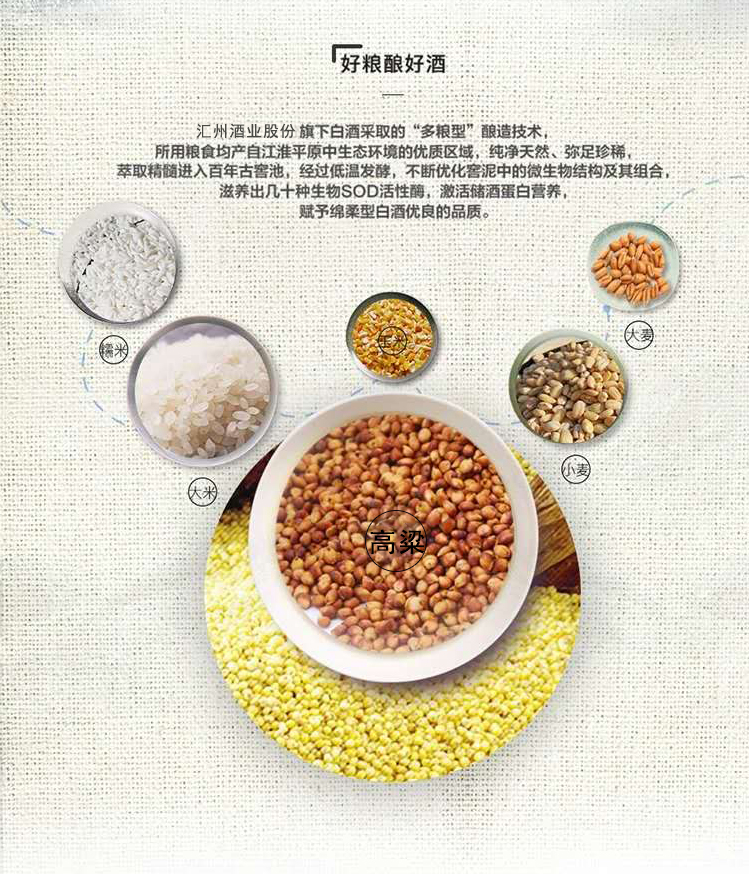 好粮酿好酒
汇州酒业股份旗下白酒采取的“多粮型”酿造技术，
所用粮食均产自江淮平原中生态环境的优质区域，纯净天然、弥足珍稀，
萃取精髓进入百年古窖池，经过低温发酵，不断优化窖泥中的微生物结构及其组合，
滋养出几十种生物SOD活性酶，激活储酒蛋白营养，
赋予绵柔型白酒优良的品质。
糯米
大米
玉米
大麦
小麦
高粱